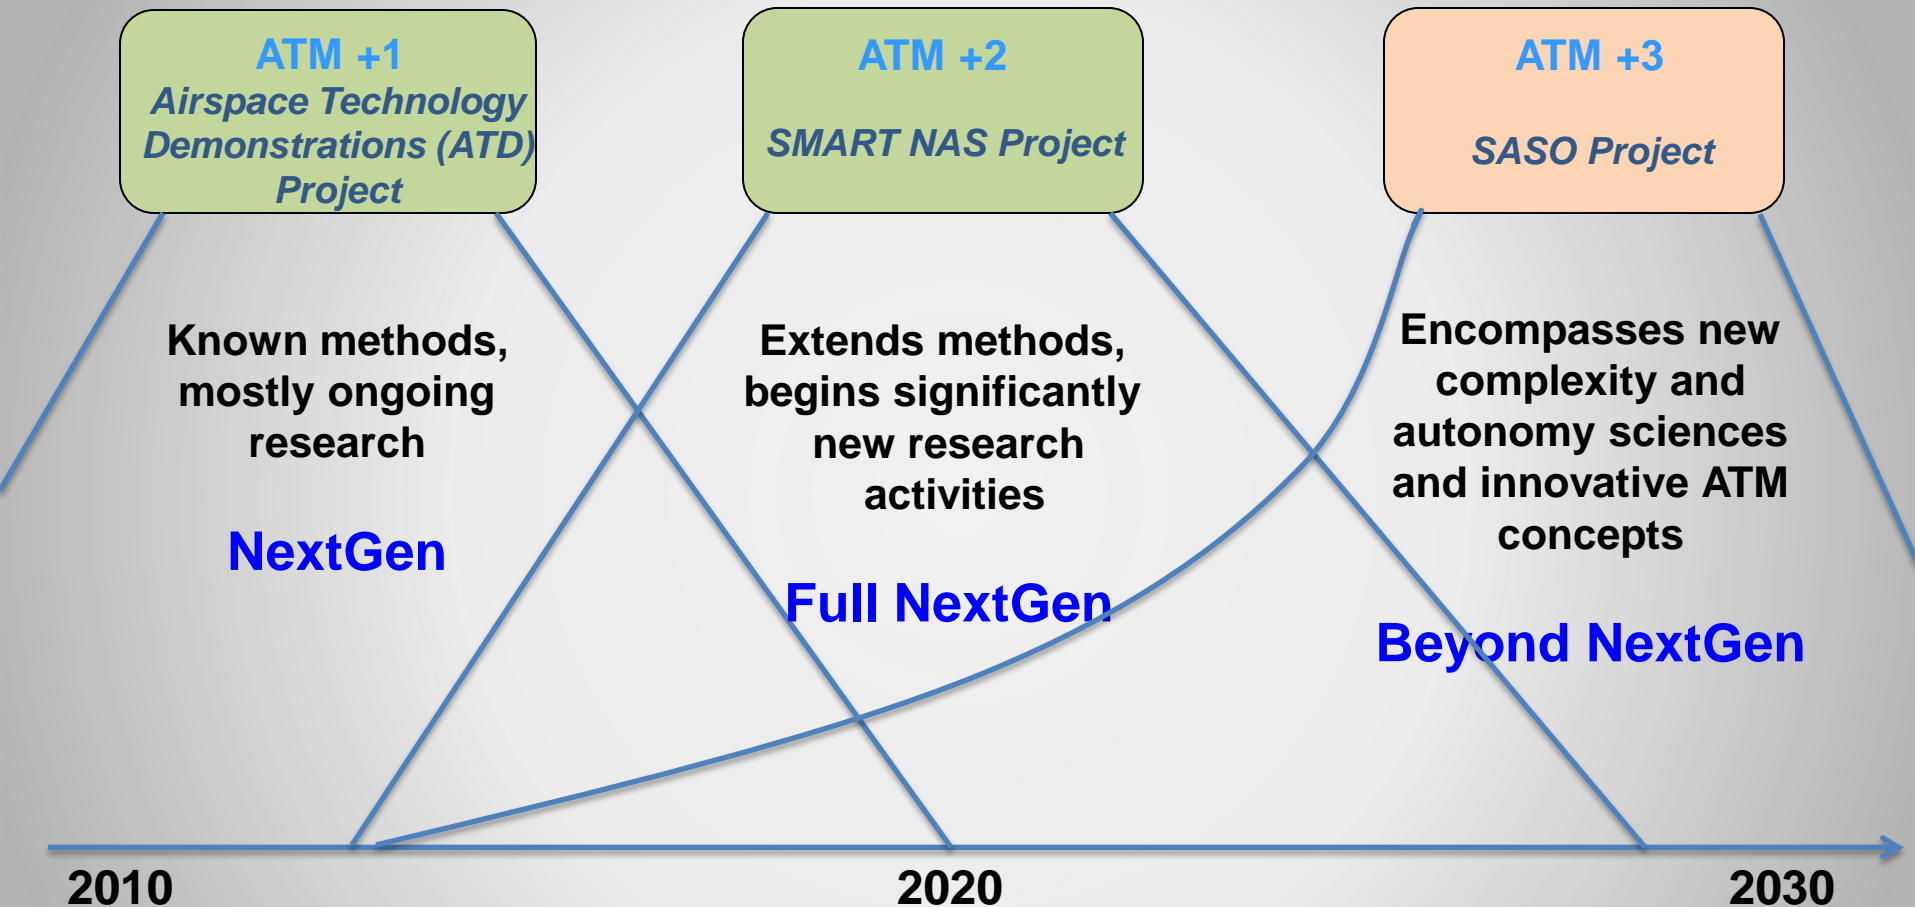 ATM +1
Airspace Technology
Demonstrations (ATD)
Project
ATM +2
SMART NAS Project
ATM +3
SASO Project
Known methods,
mostly ongoing
research
NextGen
Extends methods,
begins significantly
new research
activities
Full NextGen
Encompasses new
complexity and
autonomy sciences
and innovative ATM
concepts
Beyond NextGen
2010
2020
2030